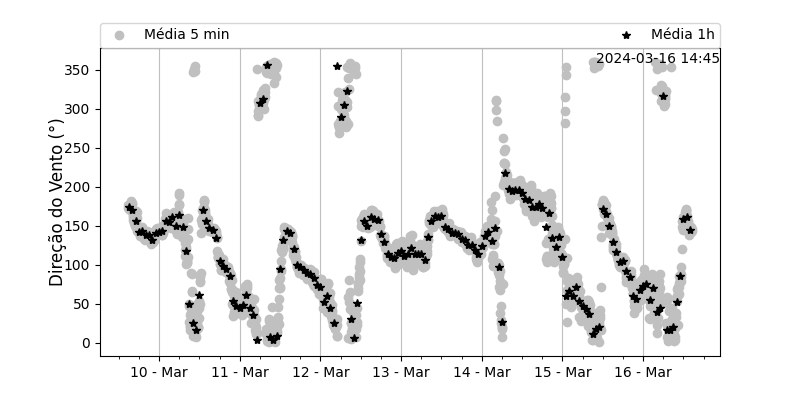 Média 5 min
Média 1h
2024-03-16 14:45
Direção do Vento (°)
350
300
250
200
150
100
50
0
10 - Mar
11 - Mar
12 - Mar
13 - Mar
14 - Mar
15 - Mar
16 - Mar